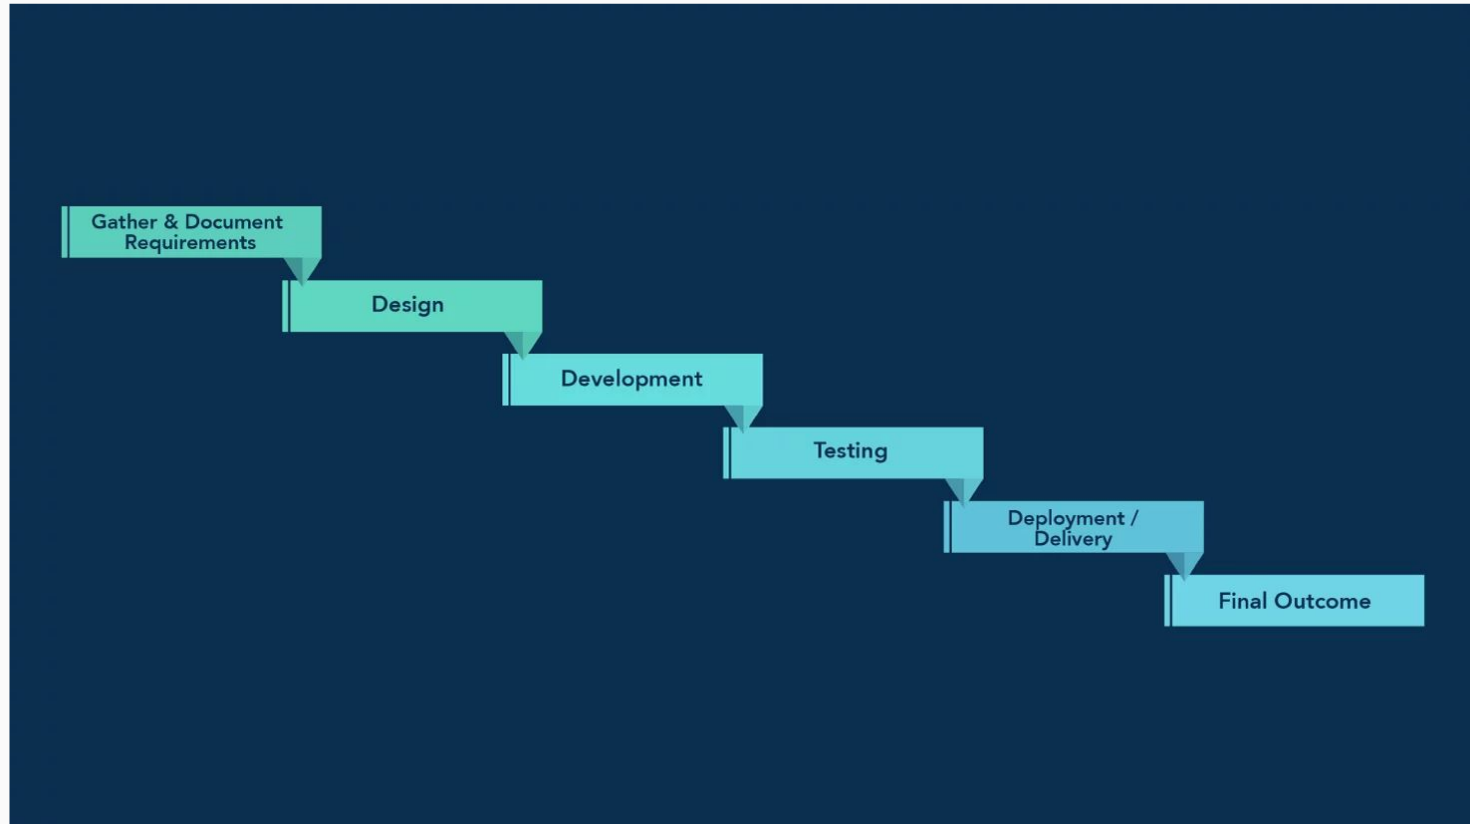 Gather & Document
Requirements
Design
Development
Testing
Deployment /
Delivery
Final Outcome